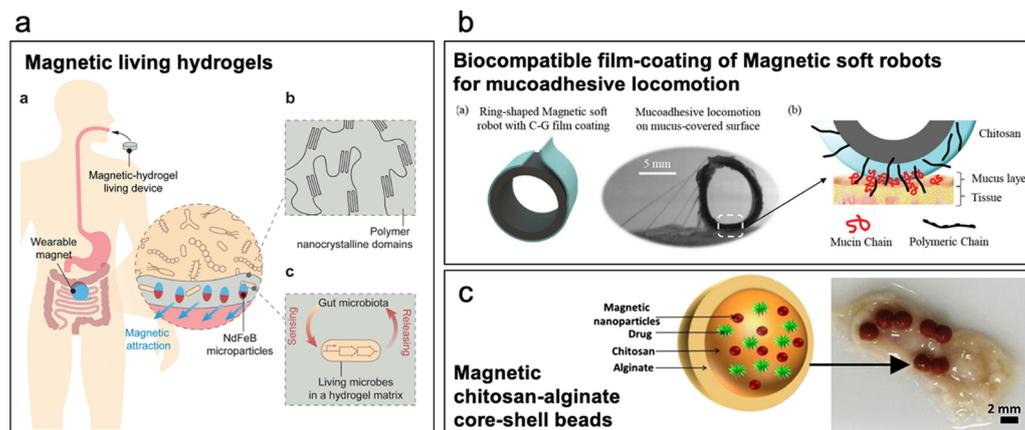 a
Magnetic living hydrogels
a
Magnetic-hydrogel
living device
Wearable
magnet
Magnetic
attraction
NdFeB
microparticles
b
Polymer
nanocrystalline domains
c
Gut microbiota
Sensing
Releasing
Living microbes
in a hydrogel matrix
b
Biocompatible film-coating of Magnetic soft robots
for mucoadhesive locomotion
(a)
Ring-shaped Magnetic soft
robot with C-G film coating
Mucoadhesive locomotion
on mucus-covered surface
5 mm
(b)
Chitosan
Mucus layer
Tissue
Mucin Chain
Polymeric Chain
c
Magnetic
nanoparticles
Drug
Chitosan
Alginate
Magnetic
chitosan-alginate
core-shell beads
2 mm